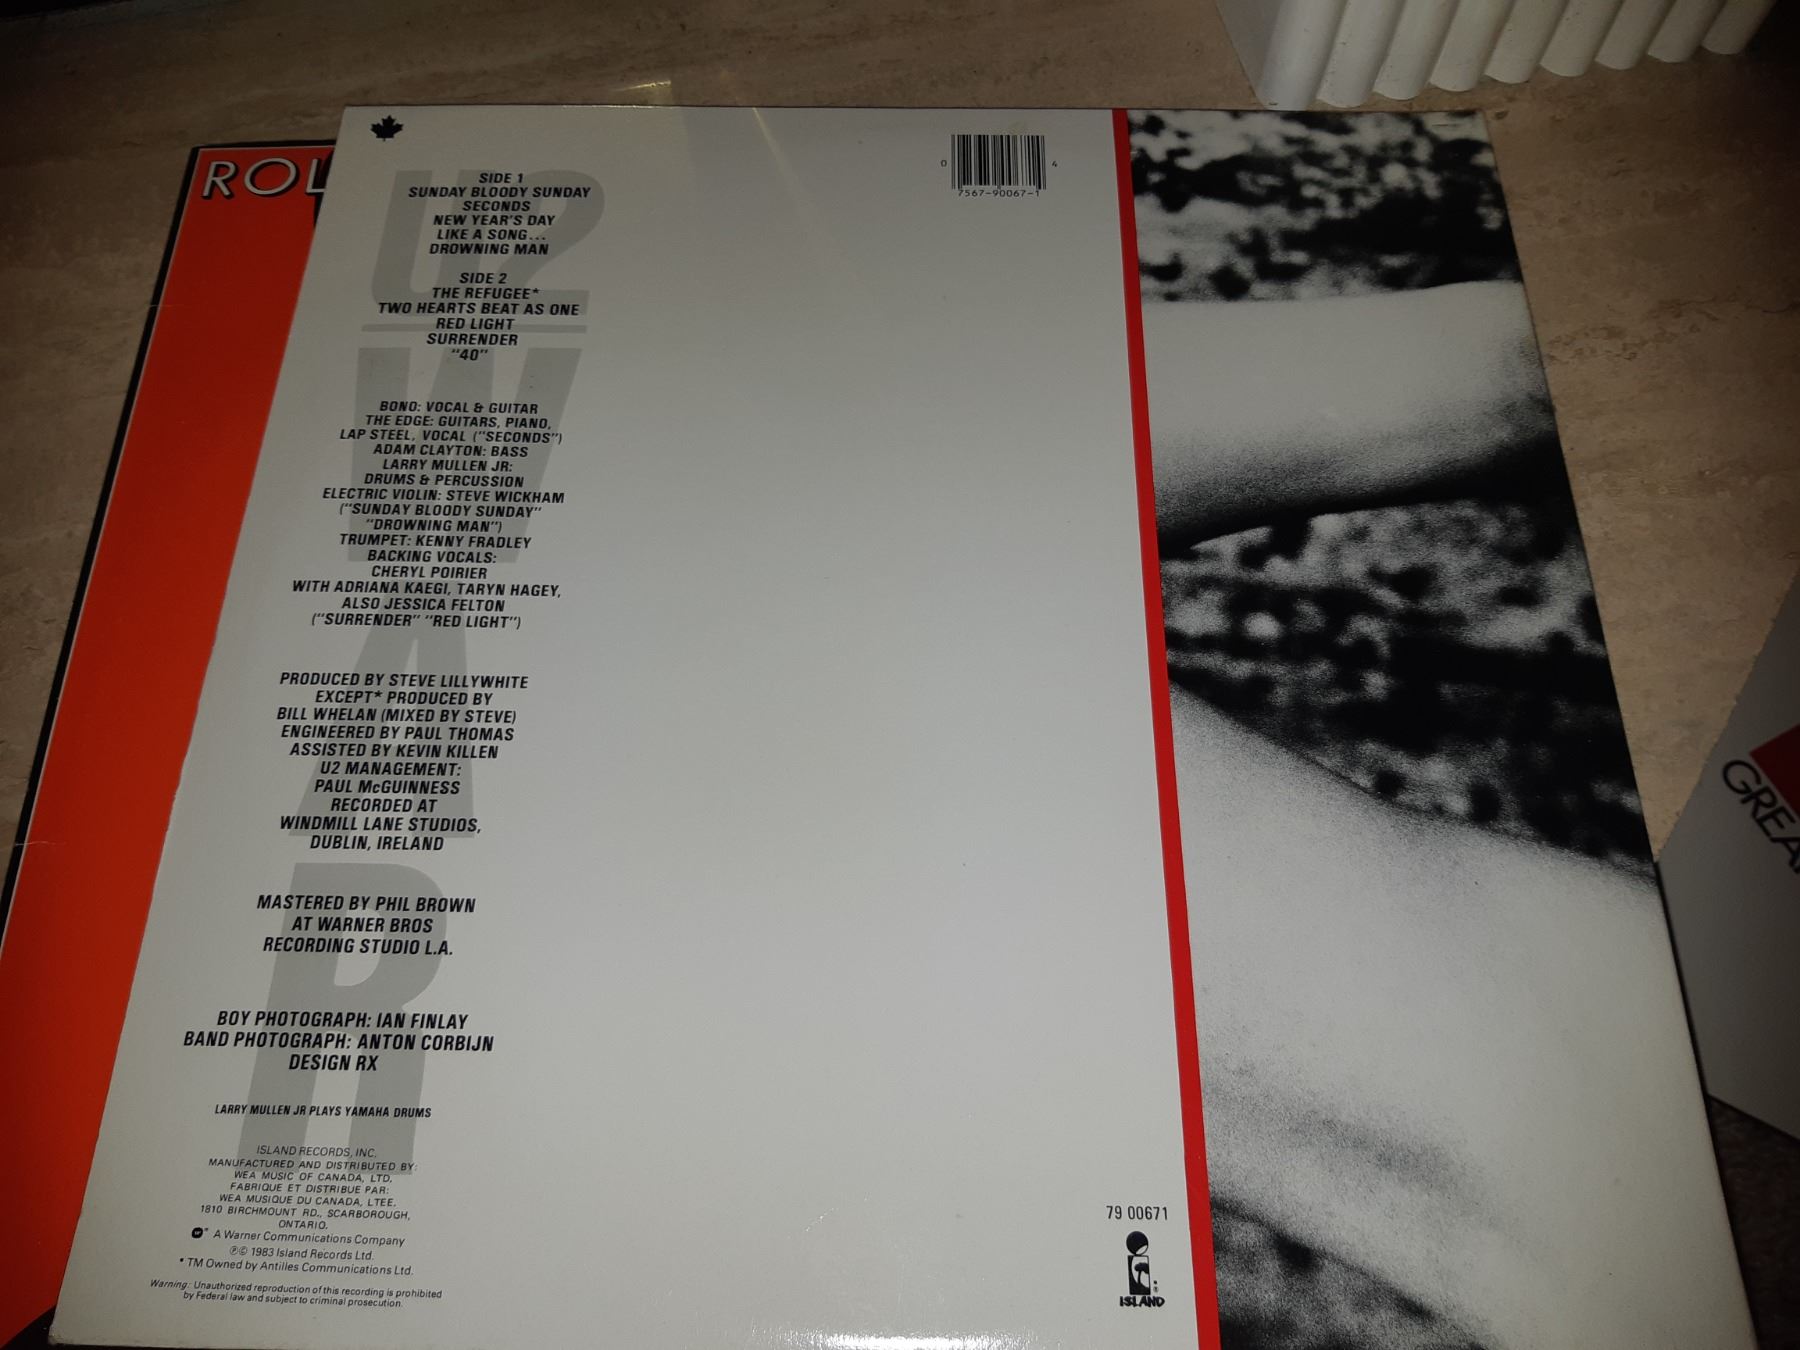 ROL
U2
WAR
SIDE 1
SUNDAY BLOODY SUNDAY
SECONDS
NEW YEAR'S DAY
LIKE A SONG...
DROWNING MAN
SIDE 2
THE REFUGEE*
TWO HEARTS BEAT AS ONE
RED LIGHT
SURRENDER
"40"
BONO: VOCAL & GUITAR
THE EDGE: GUITARS, PIANO,
LAP STEEL, VOCAL ("SECONDS")
ADAM CLAYTON: BASS
LARRY MULLEN JR:
DRUMS & PERCUSSION
ELECTRIC VIOLIN: STEVE WICKHAM
("SUNDAY BLOODY SUNDAY"
"DROWNING MAN")
TRUMPET: KENNY FRADLEY
BACKING VOCALS:
CHERYL POIRIER
WITH ADRIANA KAEGI, TARYN HAGEY,
ALSO JESSICA FELTON
("SURRENDER" "RED LIGHT")
PRODUCED BY STEVE LILLYWHITE
EXCEPT* PRODUCED BY
BILL WHELAN (MIXED BY STEVE)
ENGINEERED BY PAUL THOMAS
ASSISTED BY KEVIN KILLEN
U2 MANAGEMENT:
PAUL McGUINNESS
RECORDED AT
WINDMILL LANE STUDIOS,
DUBLIN, IRELAND
MASTERED BY PHIL BROWN
AT WARNER BROS
RECORDING STUDIO L.A.
BOY PHOTOGRAPH: IAN FINLAY
BAND PHOTOGRAPH: ANTON CORBIJN
DESIGN RX
LARRY MULLEN JR PLAYS YAMAHA DRUMS
ISLAND RECORDS, INC.
MANUFACTURED AND DISTRIBUTED BY:
WEA MUSIC OF CANADA, LTD.
FABRIQUE ET DISTRIBUE PAR:
WEA MUSIQUE DU CANADA, LTEE.
1810 BIRCHMOUNT RD., SCARBOROUGH,
ONTARIO.
A Warner Communications Company
℗© 1983 Island Records Ltd.
* TM Owned by Antilles Communications Ltd.
Warning: Unauthorized reproduction of this recording is prohibited
by Federal law and subject to criminal prosecution.
0 7567-90067-1 4
79 00671
ISLAND
GREA